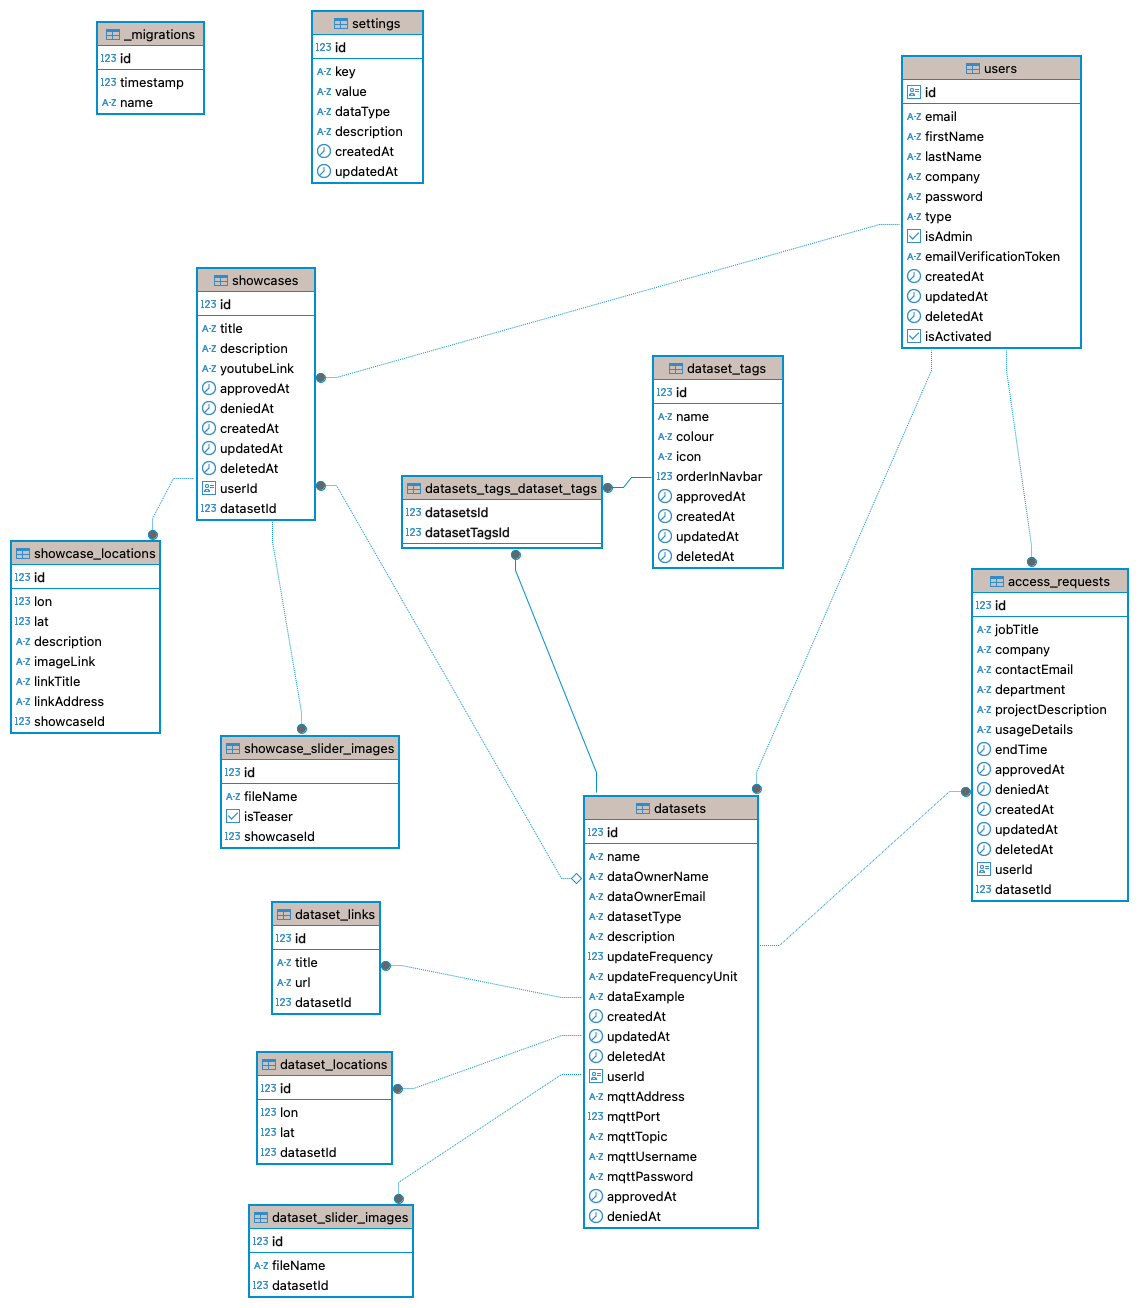 _migrations
123 id
123 timestamp
A-Z name
settings
123 id
A-Z key
A-Z value
A-Z dataType
A-Z description
createdAt
updatedAt
users
id
A-Z email
A-Z firstName
A-Z lastName
A-Z company
A-Z password
A-Z type
isAdmin
A-Z emailVerificationToken
createdAt
updatedAt
deletedAt
isActivated
showcases
123 id
A-Z title
A-Z description
A-Z youtubeLink
approvedAt
deniedAt
createdAt
updatedAt
deletedAt
userId
123 datasetId
dataset_tags
123 id
A-Z name
A-Z colour
A-Z icon
123 orderInNavbar
approvedAt
createdAt
updatedAt
deletedAt
datasets_tags_dataset_tags
123 datasetsId
123 datasetTagsId
showcase_locations
123 id
123 lon
123 lat
A-Z description
A-Z imageLink
A-Z linkTitle
A-Z linkAddress
123 showcaseId
access_requests
123 id
A-Z jobTitle
A-Z company
A-Z contactEmail
A-Z department
A-Z projectDescription
A-Z usageDetails
endTime
approvedAt
deniedAt
createdAt
updatedAt
deletedAt
userId
123 datasetId
showcase_slider_images
123 id
A-Z fileName
isTeaser
123 showcaseId
datasets
123 id
A-Z name
A-Z dataOwnerName
A-Z dataOwnerEmail
A-Z datasetType
A-Z description
123 updateFrequency
A-Z updateFrequencyUnit
A-Z dataExample
createdAt
updatedAt
deletedAt
userId
A-Z mqttAddress
123 mqttPort
A-Z mqttTopic
A-Z mqttUsername
A-Z mqttPassword
approvedAt
deniedAt
dataset_links
123 id
A-Z title
A-Z url
123 datasetId
dataset_locations
123 id
123 lon
123 lat
123 datasetId
dataset_slider_images
123 id
A-Z fileName
123 datasetId